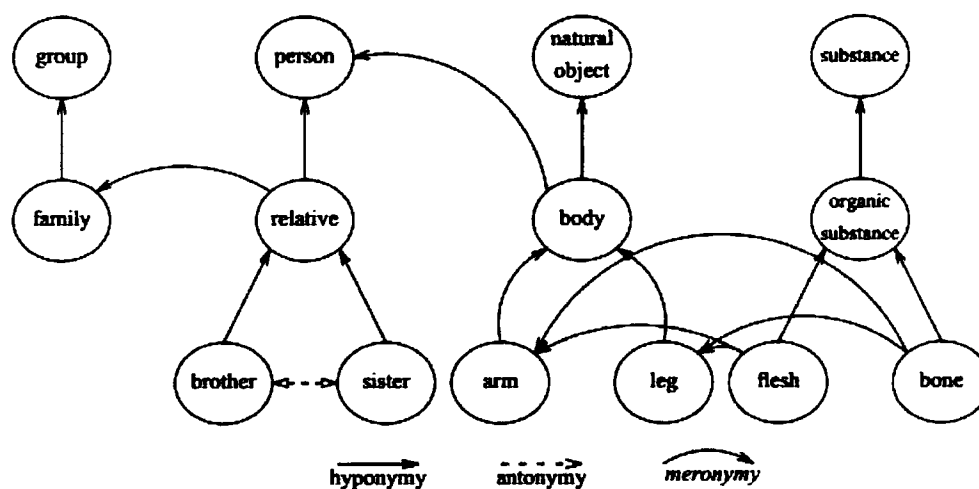 group
person
natural
object
substance
family
relative
body
organic
substance
brother
sister
arm
leg
flesh
bone
hyponymy
antonymy
meronymy